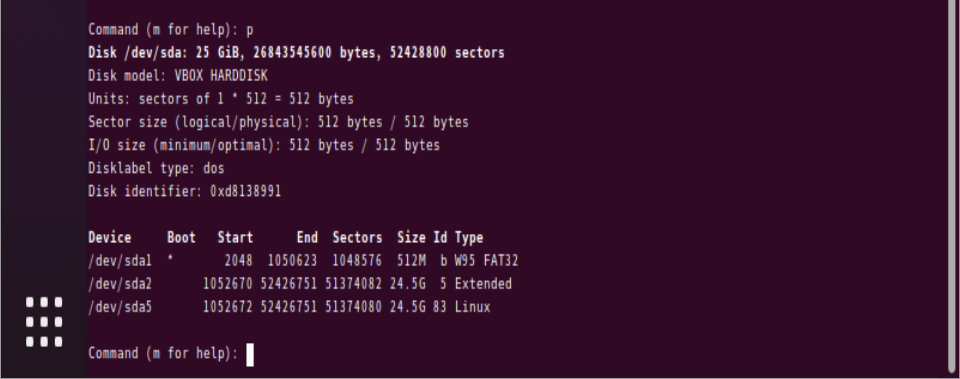 Command (m for help): p
Disk /dev/sda: 25 GiB, 26843545600 bytes, 52428800 sectors
Disk model: VBOX HARDDISK
Units: sectors of 1 * 512 = 512 bytes
Sector size (logical/physical): 512 bytes / 512 bytes
I/O size (minimum/optimal): 512 bytes / 512 bytes
Disklabel type: dos
Disk identifier: 0xd8138991
Device     Boot   Start      End  Sectors  Size Id Type
/dev/sda1  *       2048  1050623  1048576  512M  b W95 FAT32
/dev/sda2       1052670 52426751 51374082 24.5G  5 Extended
/dev/sda5       1052672 52426751 51374080 24.5G 83 Linux
Command (m for help):